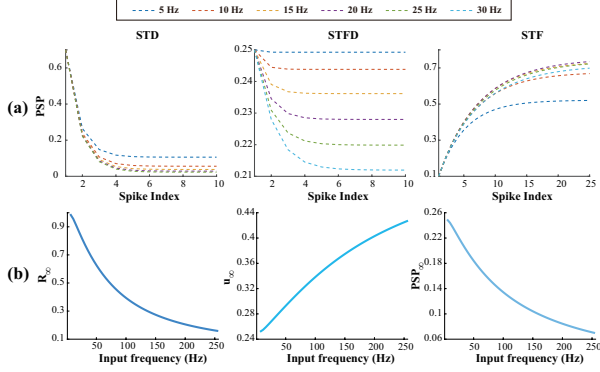 5 Hz 10 Hz 15 Hz 20 Hz 25 Hz 30 Hz
STD STFD STF
(a)
PSP
0.6
0.4
0.2
0
2 4 6 8 10
Spike Index
0.25
0.24
0.23
0.22
0.21
2 4 6 8 10
Spike Index
0.7
0.5
0.3
0.1
5 10 15 20 25
Spike Index
(b)
R∞
0.9
0.7
0.5
0.3
0.1
50 100 150 200 250
Input frequency (Hz)
u∞
0.44
0.40
0.36
0.32
0.28
0.24
50 100 150 200 250
Input frequency (Hz)
PSP∞
0.26
0.22
0.18
0.14
0.10
0.06
50 100 150 200 250
Input frequency (Hz)